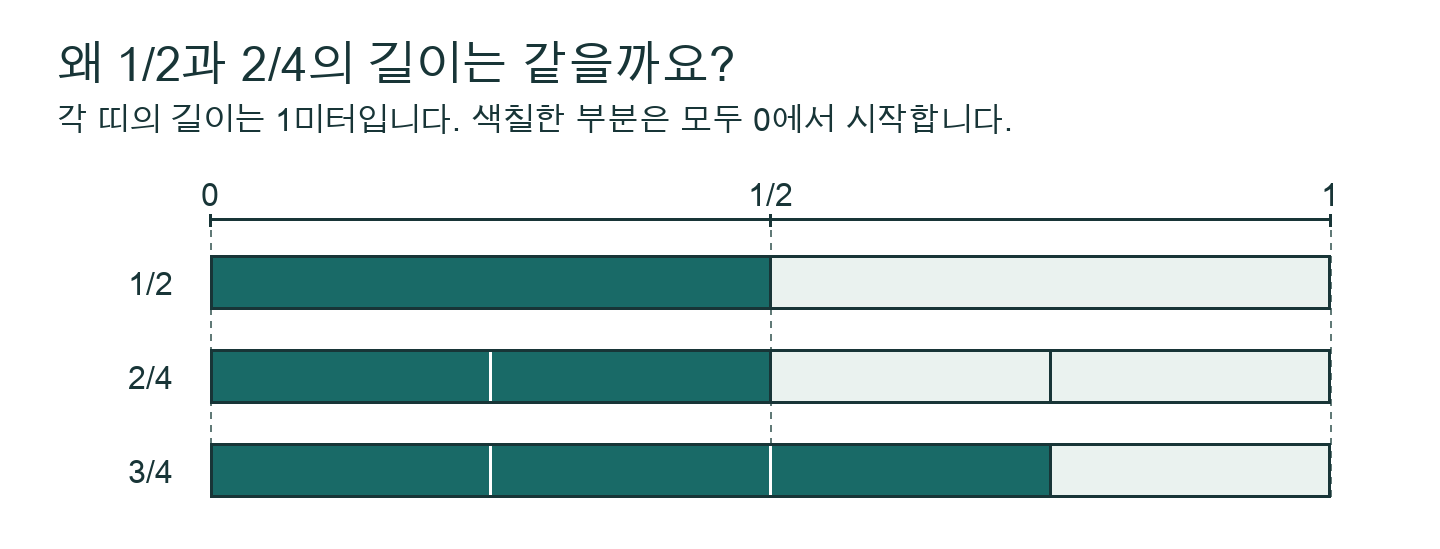 왜 1/2과 2/4의 길이는 같을까요?
각 띠의 길이는 1미터입니다. 색칠한 부분은 모두 0에서 시작합니다.
0 1/2 1
1/2
2/4
3/4